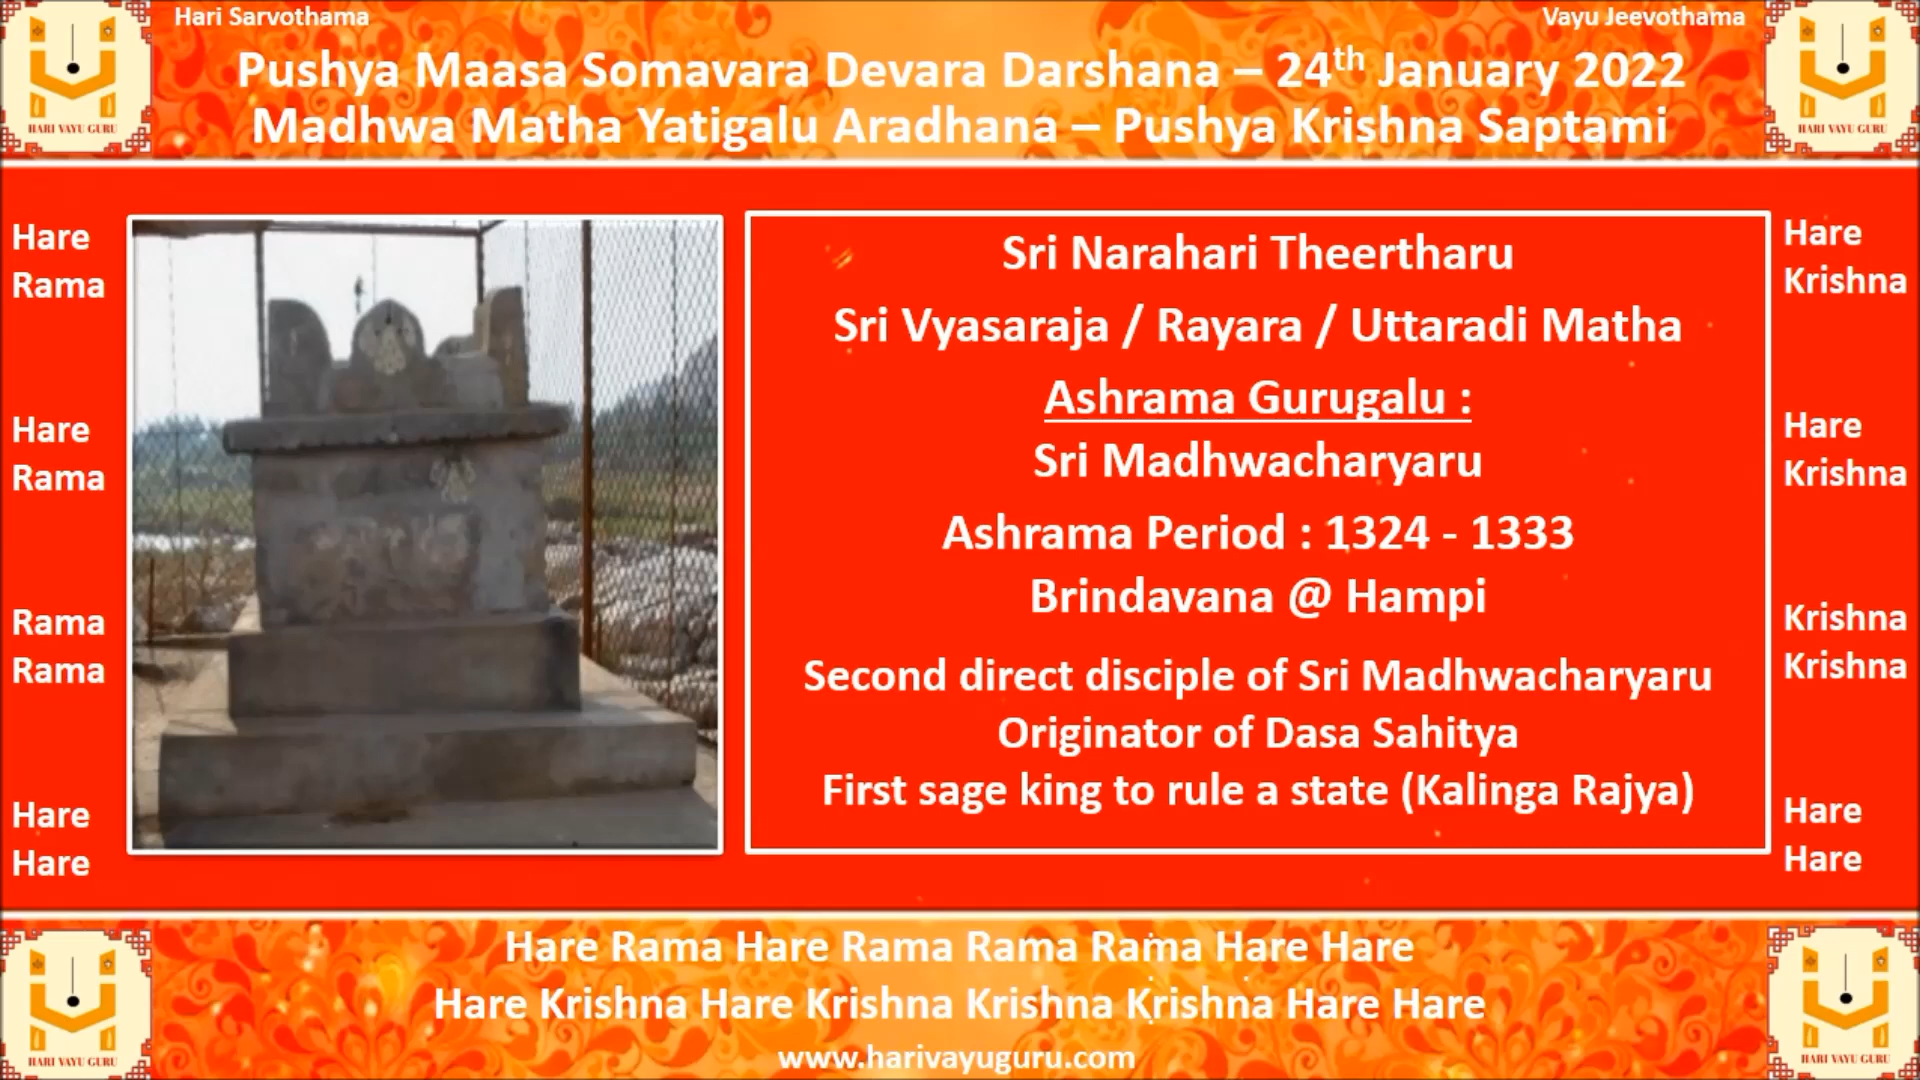 Hari Sarvothama
Vayu Jeevothama
Pushya Maasa Somavara Devara Darshana – 24th January 2022
Madhwa Matha Yatigalu Aradhana – Pushya Krishna Saptami
HARI VAYU GURU
HARI VAYU GURU
Hare
Rama
Hare
Rama
Rama
Rama
Hare
Hare
Sri Narahari Theertharu
Sri Vyasaraja / Rayara / Uttaradi Matha
Ashrama Gurugalu :
Sri Madhwacharyaru
Ashrama Period : 1324 - 1333
Brindavana @ Hampi
Second direct disciple of Sri Madhwacharyaru
Originator of Dasa Sahitya
First sage king to rule a state (Kalinga Rajya)
Hare
Krishna
Hare
Krishna
Krishna
Krishna
Hare
Hare
Hare Rama Hare Rama Rama Rama Hare Hare
Hare Krishna Hare Krishna Krishna Krishna Hare Hare
www.harivayuguru.com
HARI VAYU GURU
HARI VAYU GURU